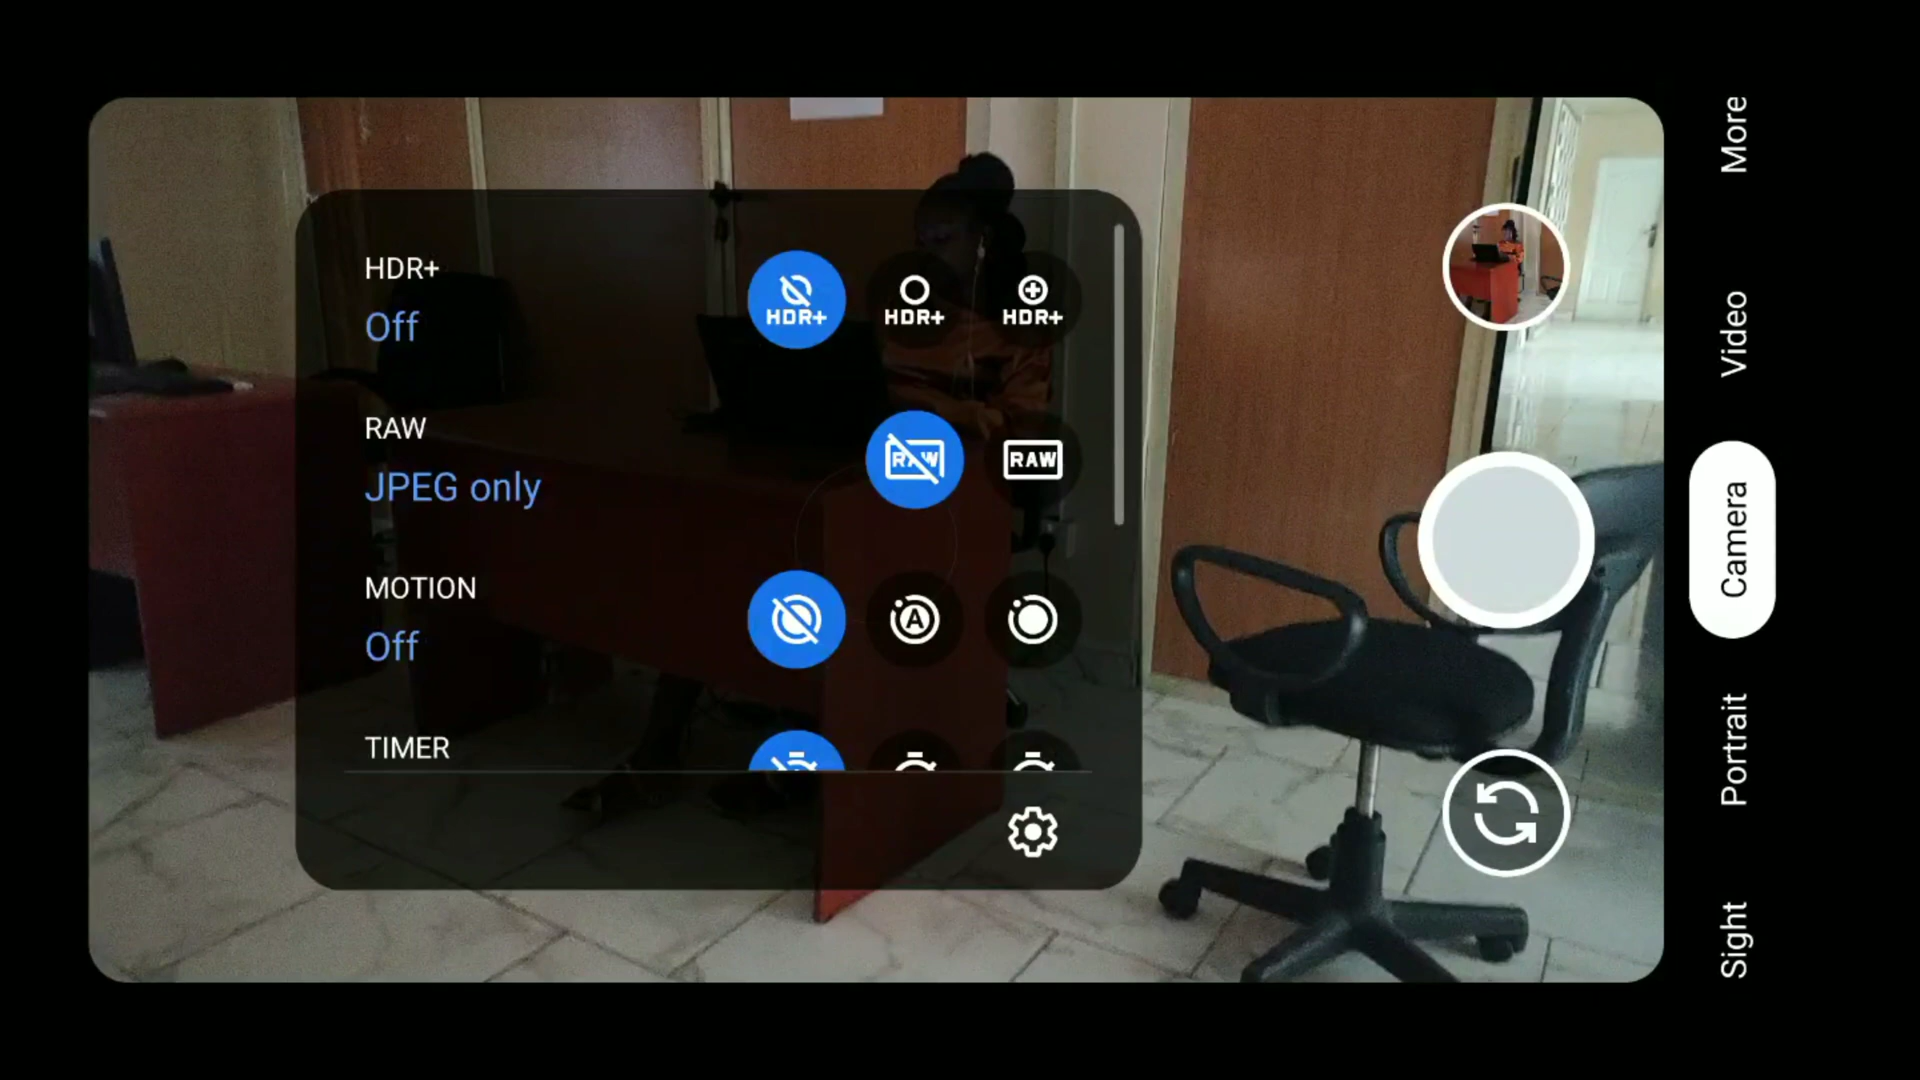 HDR+
Off
HDR+
HDR+
HDR+
RAW
JPEG only
RAW
RAW
MOTION
Off
A
TIMER
More
Video
Camera
Portrait
Sight